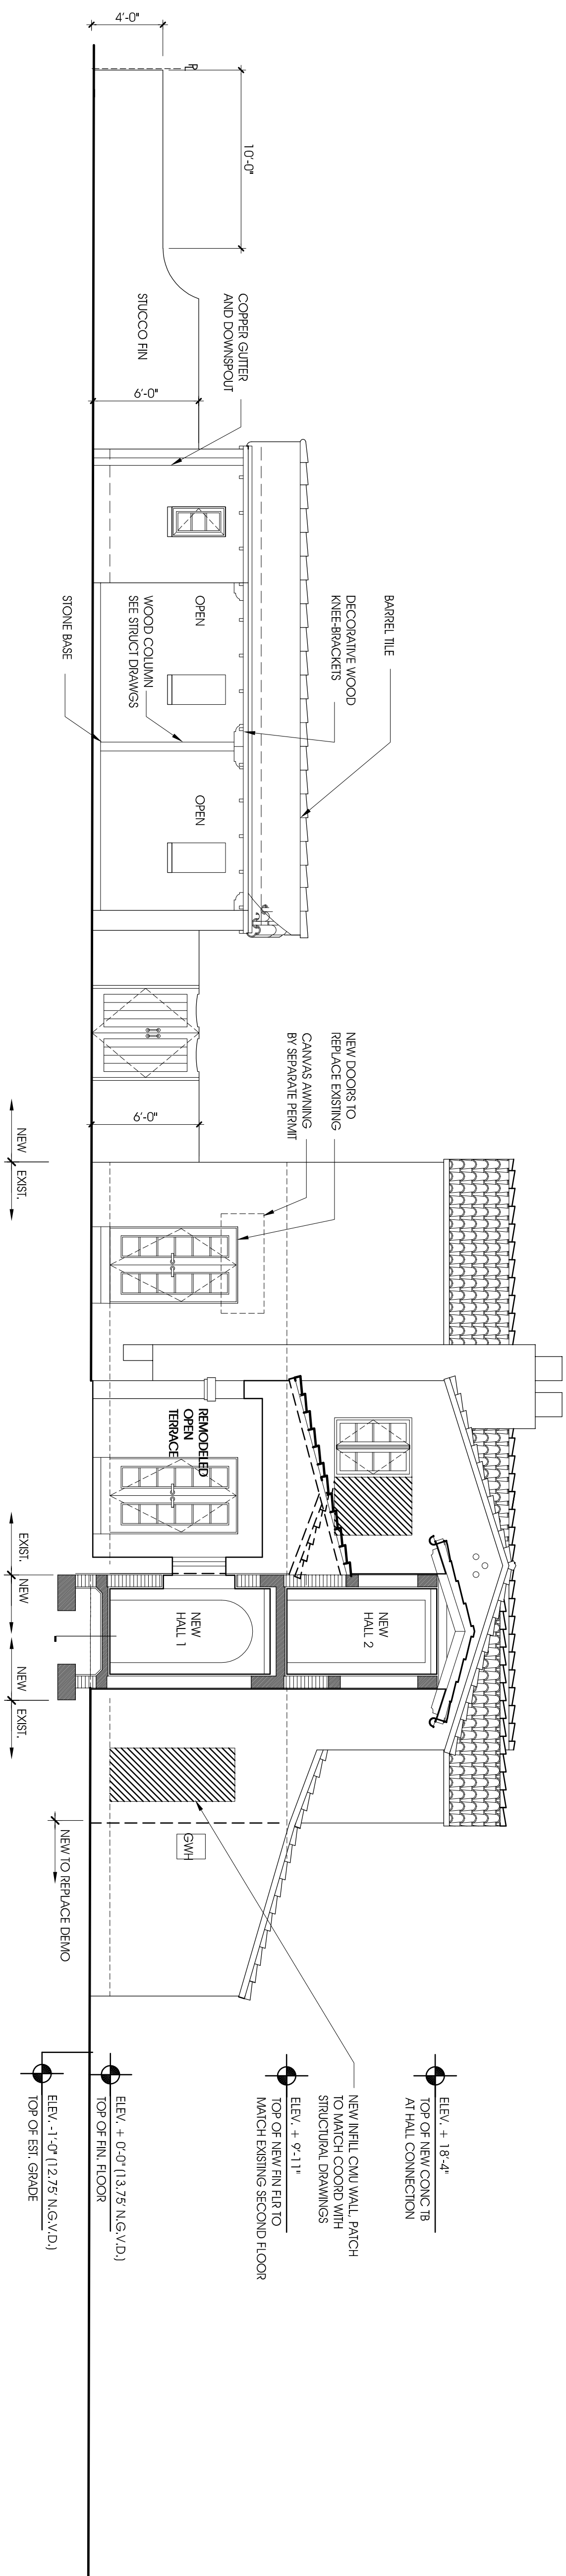 4'-0"
10'-0"
STUCCO FIN
COPPER GUTTER
AND DOWNSPOUT
6'-0"
BARREL TILE
DECORATIVE WOOD
KNEE-BRACKETS
OPEN
WOOD COLUMN
SEE STRUCT DRAWGS
STONE BASE
OPEN
NEW DOORS TO
REPLACE EXISTING
CANVAS AWNING
BY SEPARATE PERMIT
6'-0"
NEW
EXIST.
REMODELED
OPEN
TERRACE
EXIST.
NEW
NEW
HALL 2
NEW
HALL 1
NEW
EXIST.
GWH
NEW TO REPLACE DEMO
ELEV. + 18'-4"
TOP OF NEW CONC TB
AT HALL CONNECTION
NEW INFILL CMU WALL, PATCH
TO MATCH COORD WITH
STRUCTURAL DRAWINGS
ELEV. + 9'-11"
TOP OF NEW FIN FLR TO
MATCH EXISTING SECOND FLOOR
ELEV. + 0'-0" (13.75' N.G.V.D.)
TOP OF FIN. FLOOR
ELEV. -1'-0" (12.75' N.G.V.D.)
TOP OF EST. GRADE